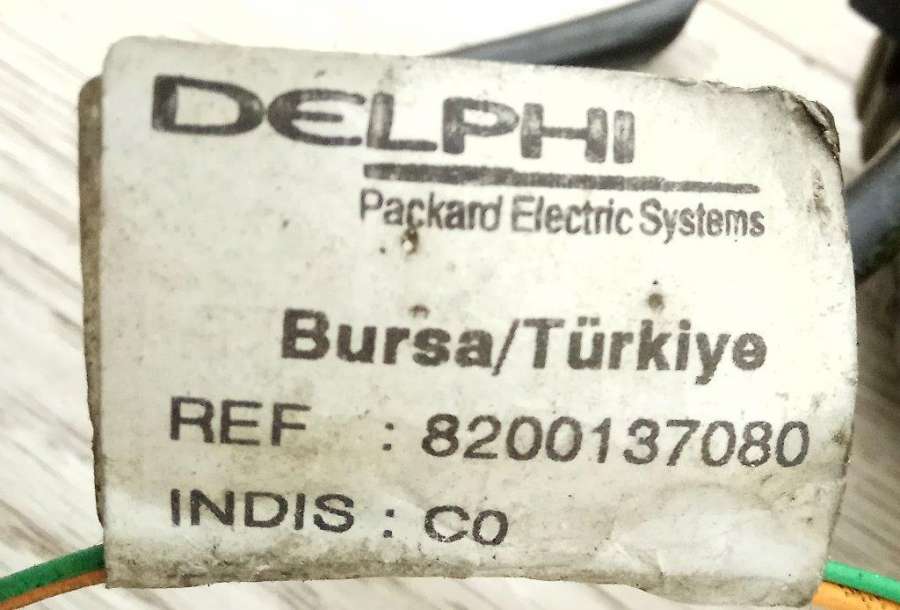 DELPHI
Packard Electric Systems
Bursa/Türkiye
REF : 8200137080
INDIS : C0